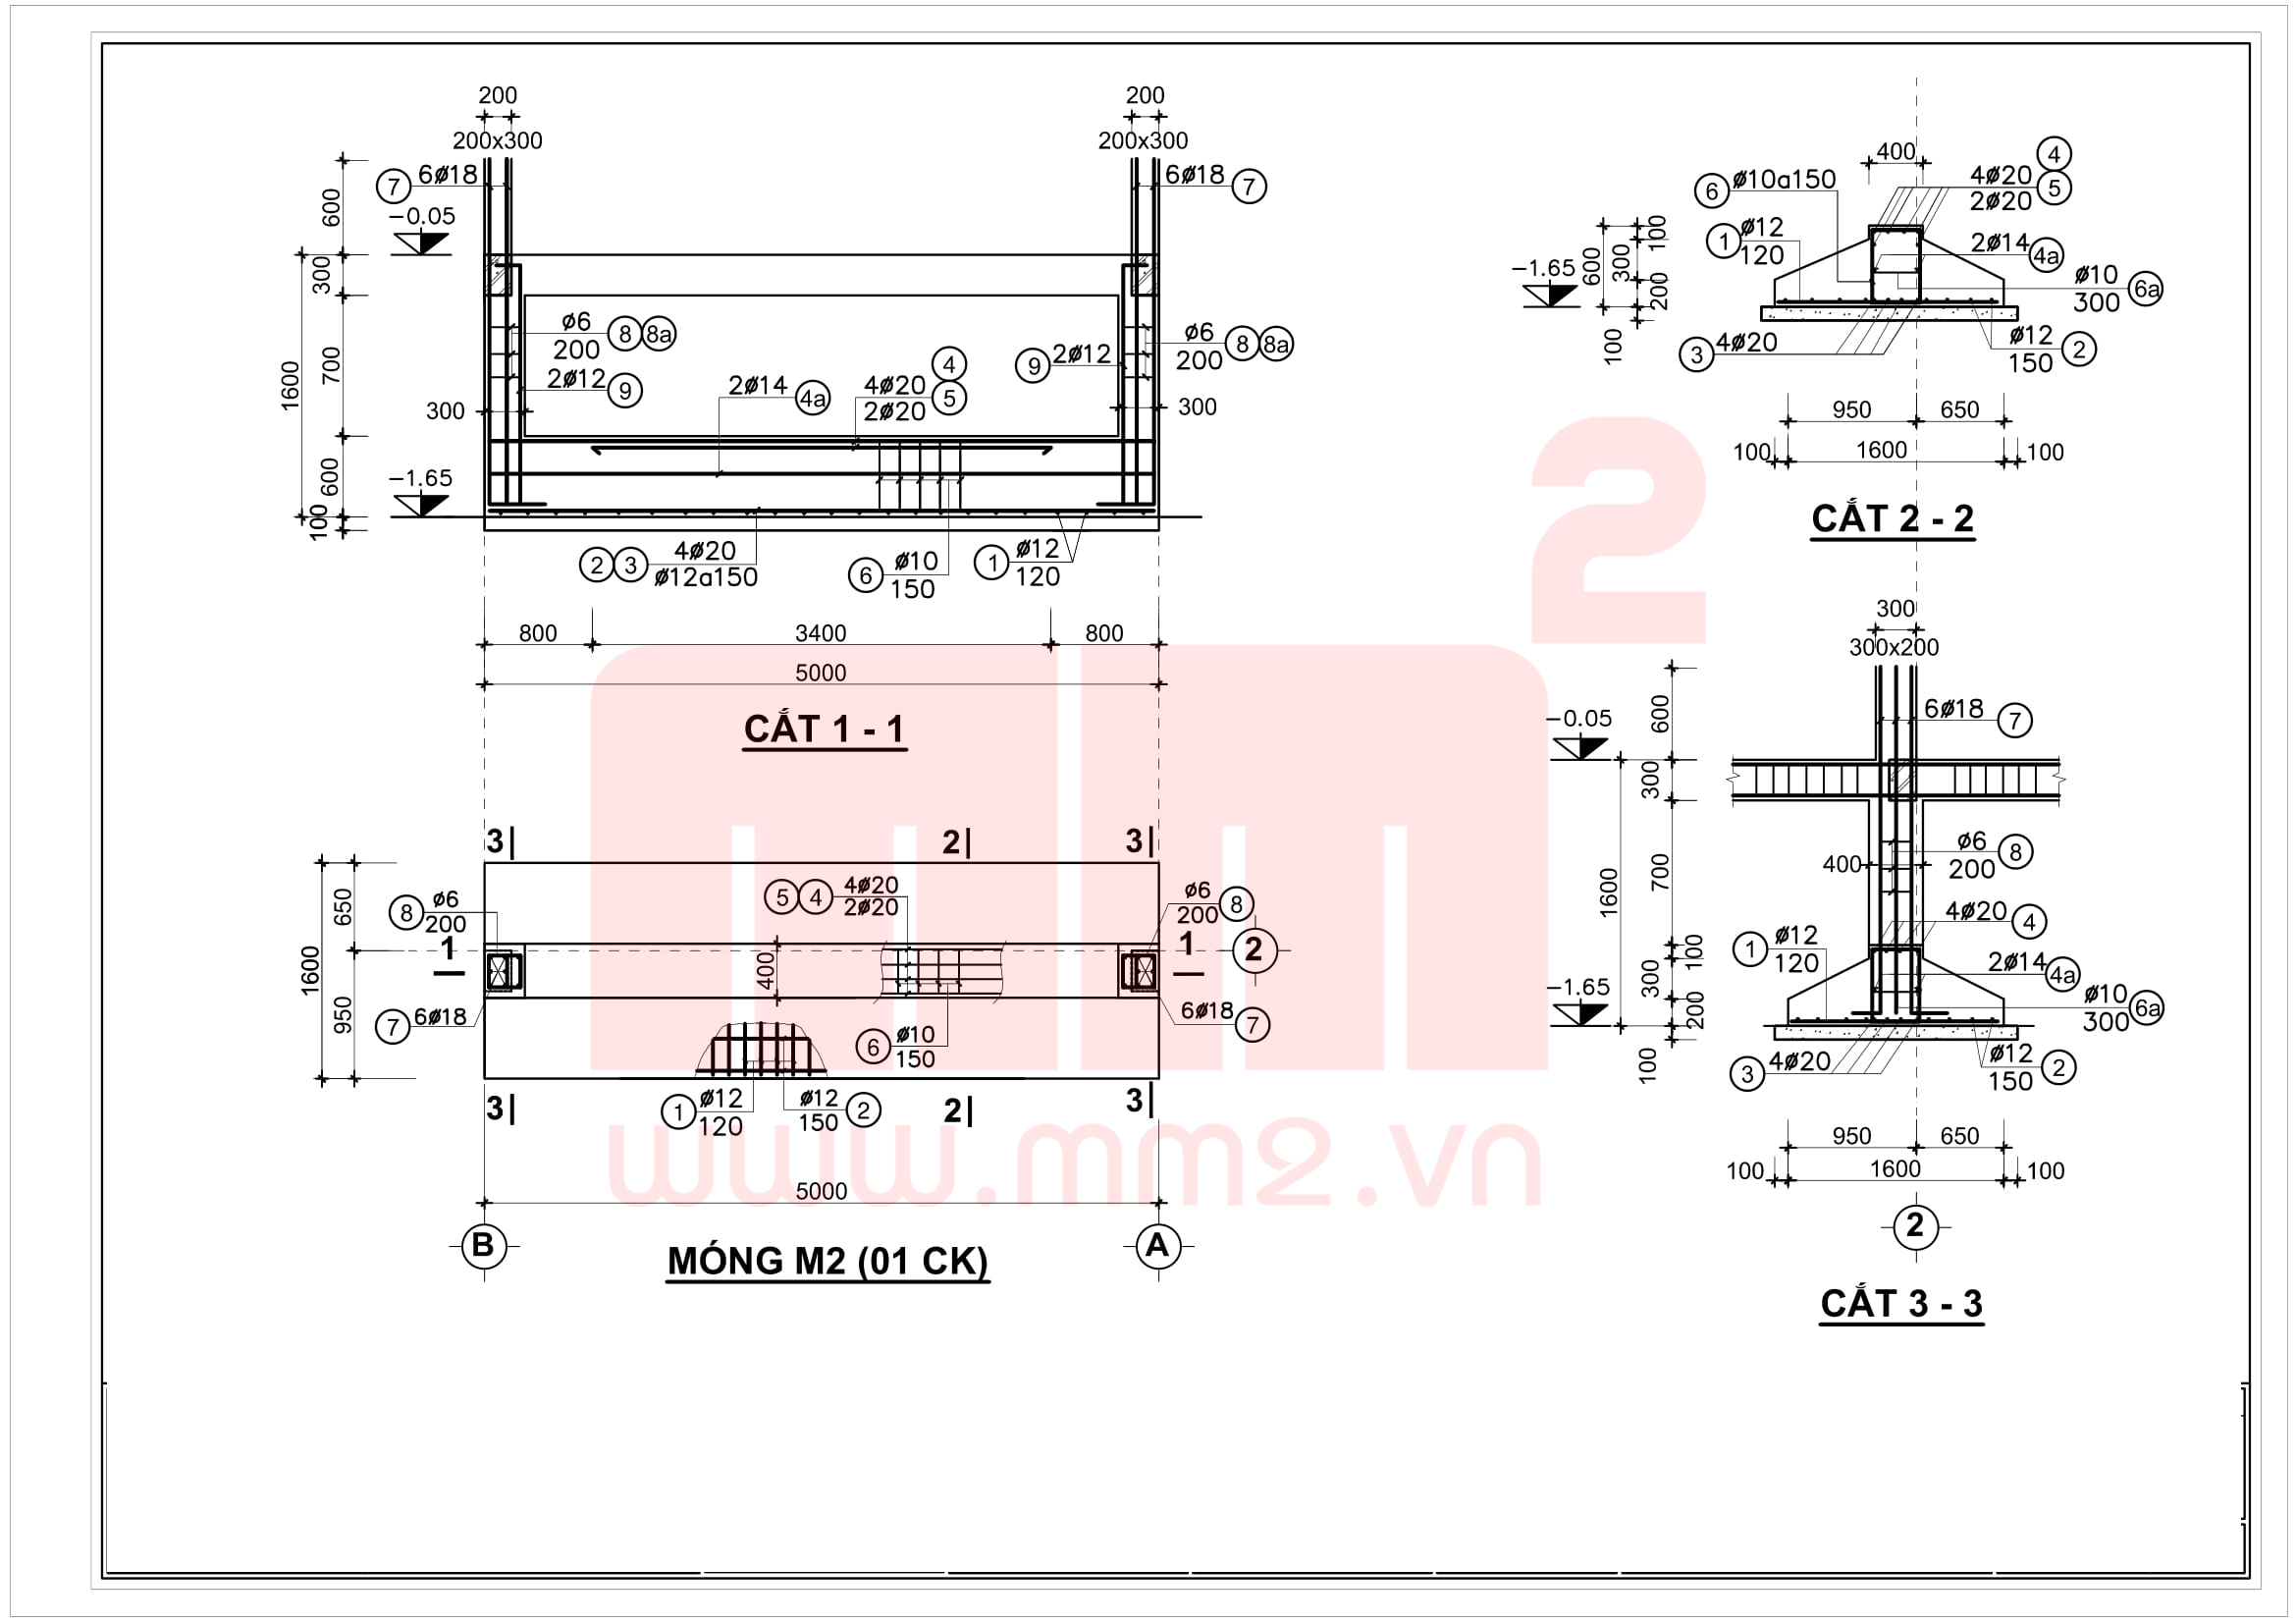 200
200x300
7 6ø18
600
−0.05
300
700
1600
300
ø6
200
8 8a
2ø12 9
600
−1.65
100
2ø14 4a
4ø20
2ø20
4
5
200
200x300
6ø18 7
9 2ø12
ø6
200
8 8a
300
2 3 4ø20
ø12a150
6 ø10
150
1 ø12
120
800
3400
800
5000
CẮT 1 - 1
400
6 ø10a150
4ø20
2ø20
4
5
1 ø12
120
2ø14 4a
ø10
300
6a
600
100
300
200
100
−1.65
3 4ø20
ø12
150
2
950
650
100
1600
100
CẮT 2 - 2
3
2
3
650
1600
950
8 ø6
200
1
7 6ø18
5 4 4ø20
2ø20
400
ø6
200
8
1
2
6ø18 7
6 ø10
150
1 ø12
120
ø12
150
2
3
2
3
5000
B
A
MÓNG M2 (01 CK)
300
300x200
600
6ø18 7
−0.05
300
700
1600
400
ø6
200
8
4ø20 4
1 ø12
120
100
300
200
100
2ø14 4a
−1.65
ø10
300
6a
3 4ø20
ø12
150
2
950
650
100
1600
100
2
CẮT 3 - 3
mm2
www.mm2.vn